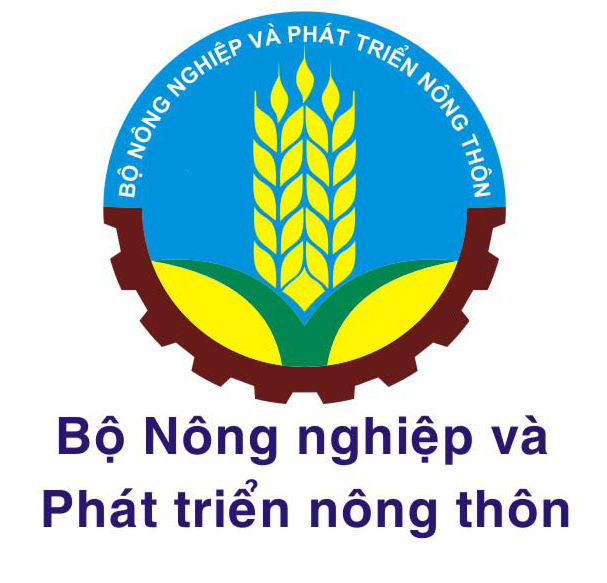 BỘ NÔNG NGHIỆP VÀ PHÁT TRIỂN NÔNG THÔN
Bộ Nông nghiệp và
Phát triển nông thôn